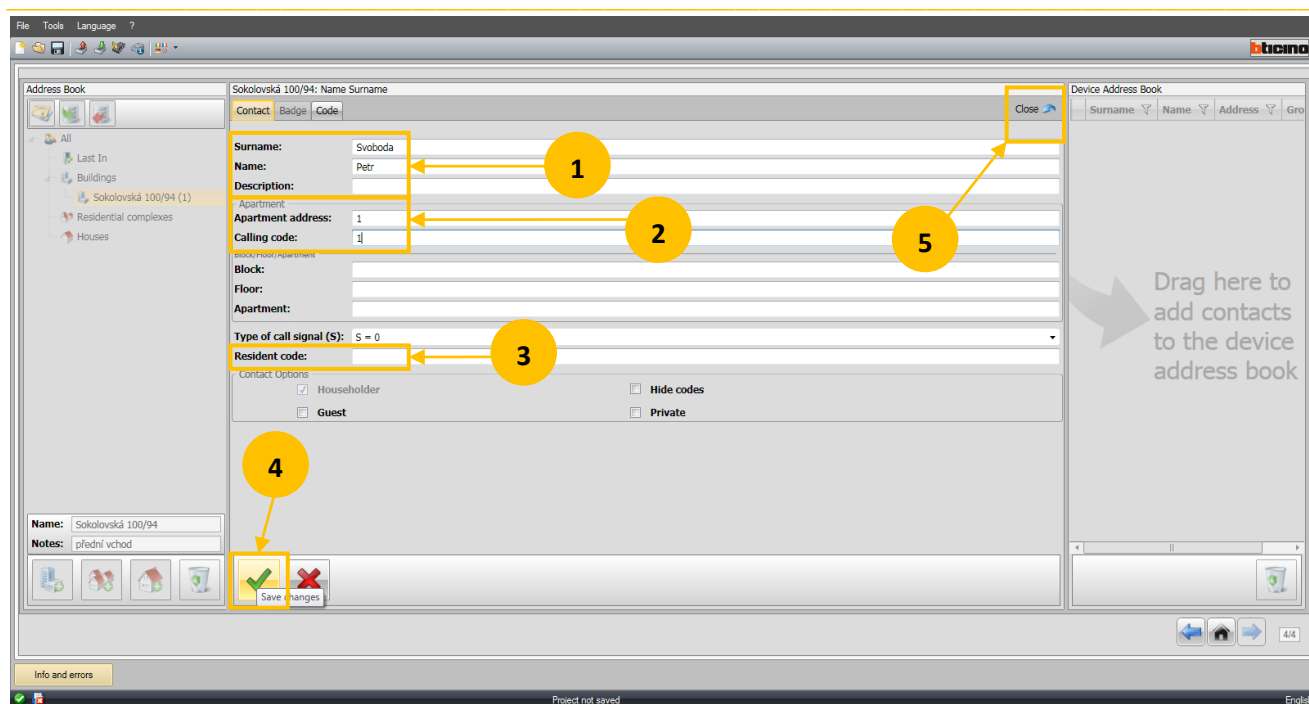 File Tools Language ?
bticino
Address Book
All
Last In
Buildings
Sokolovská 100/94 (1)
Residential complexes
Houses
Name: Sokolovská 100/94
Notes: přední vchod
Sokolovská 100/94: Name Surname
Contact Badge Code
Close
Surname: Svoboda
Name: Petr
Description:
Apartment
Apartment address: 1
Calling code: 1
Block/Floor/Apartment
Block:
Floor:
Apartment:
Type of call signal (S): S = 0
Resident code:
Contact Options
Householder
Hide codes
Guest
Private
1
2
3
4
5
Save changes
Device Address Book
Surname Name Address Gro
Drag here to
add contacts
to the device
address book
4/4
Info and errors
Project not saved
Englis